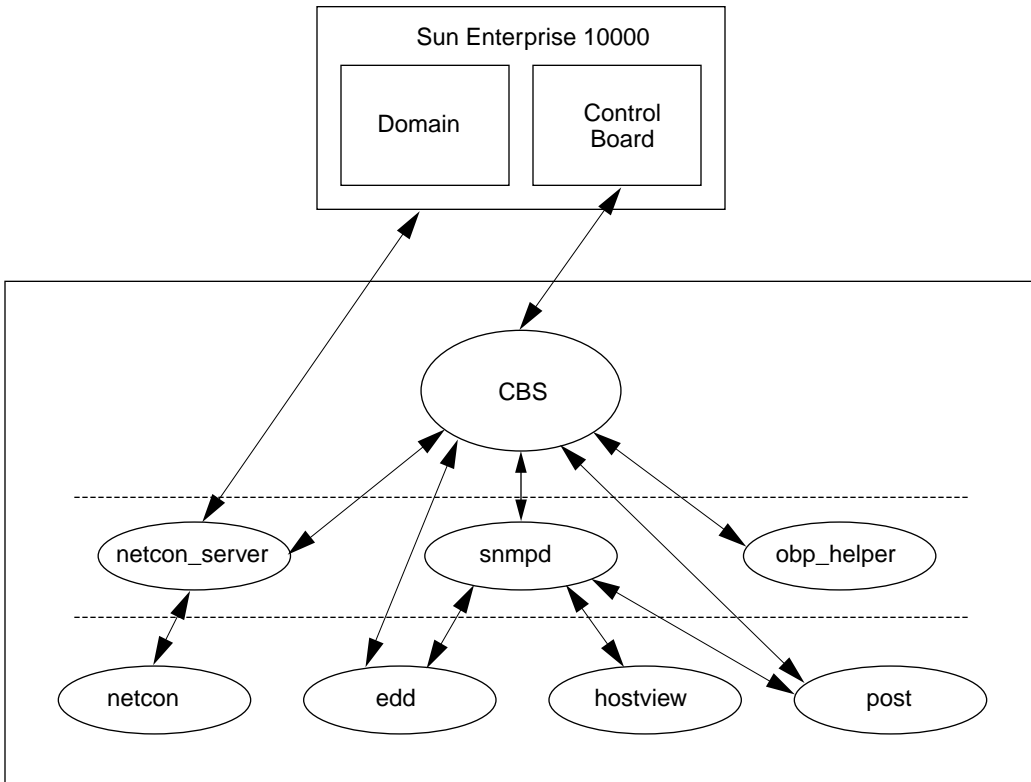 Sun Enterprise 10000
Domain
Control
Board
CBS
netcon_server
snmpd
obp_helper
netcon
edd
hostview
post